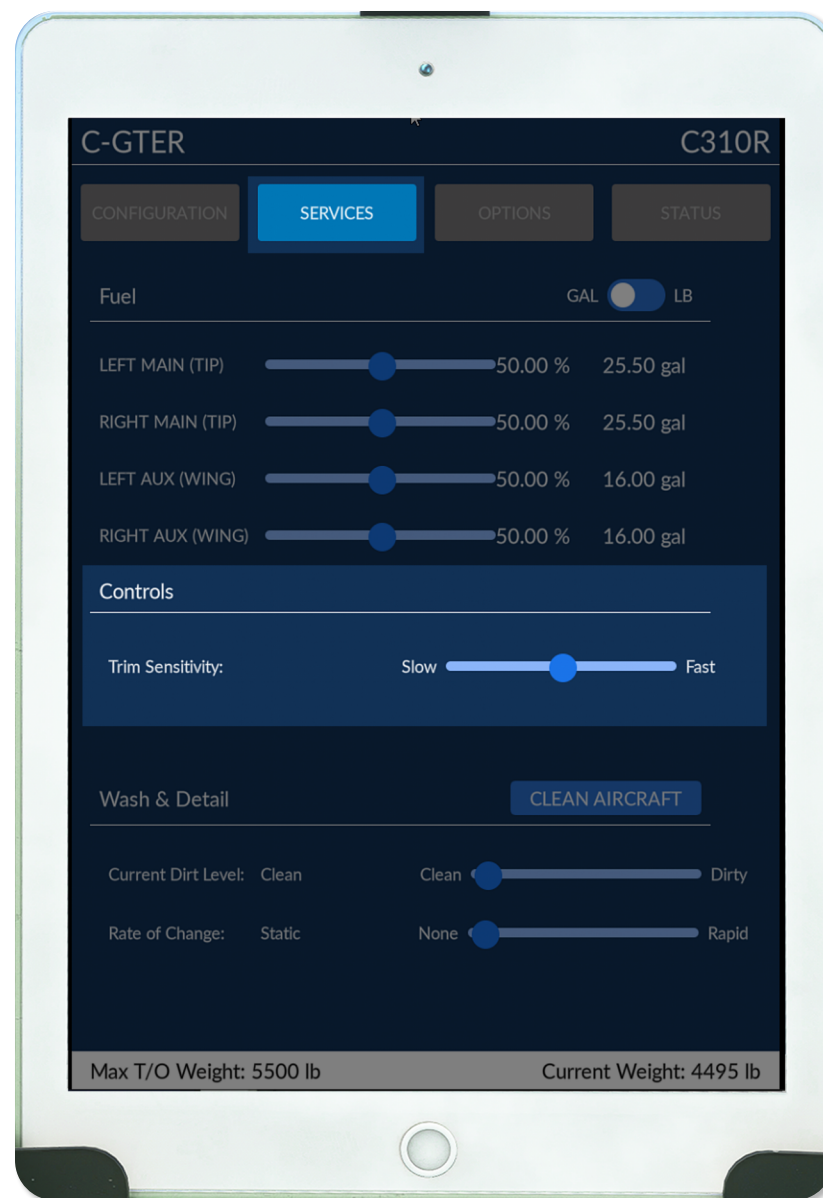 C-GTER C310R
CONFIGURATION SERVICES OPTIONS STATUS
Fuel GAL LB
LEFT MAIN (TIP) 50.00 % 25.50 gal
RIGHT MAIN (TIP) 50.00 % 25.50 gal
LEFT AUX (WING) 50.00 % 16.00 gal
RIGHT AUX (WING) 50.00 % 16.00 gal
Controls
Trim Sensitivity: Slow Fast
Wash & Detail CLEAN AIRCRAFT
Current Dirt Level: Clean Clean Dirty
Rate of Change: Static None Rapid
Max T/O Weight: 5500 lb Current Weight: 4495 lb